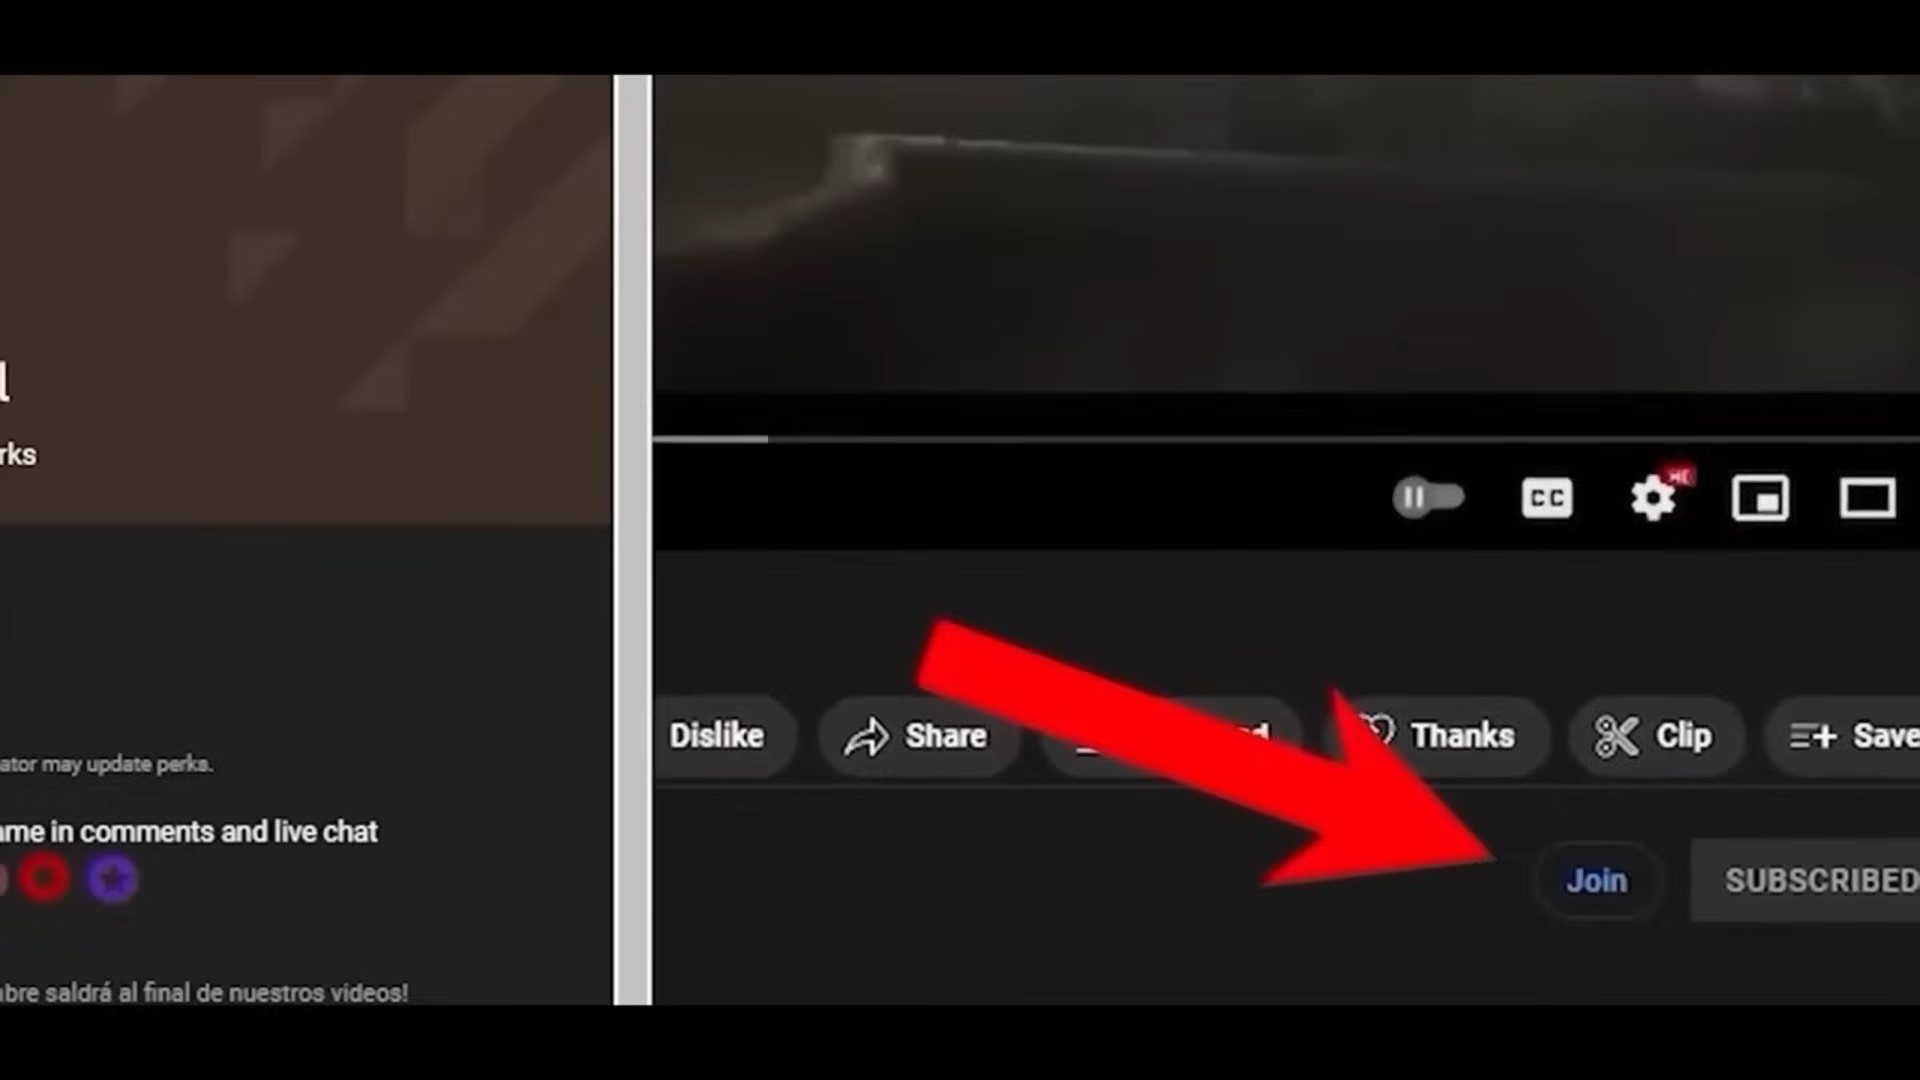 rks
ator may update perks.
ame in comments and live chat
bre saldrá al final de nuestros videos!
CC
Dislike
Share
Thanks
Clip
Save
Join
SUBSCRIBED